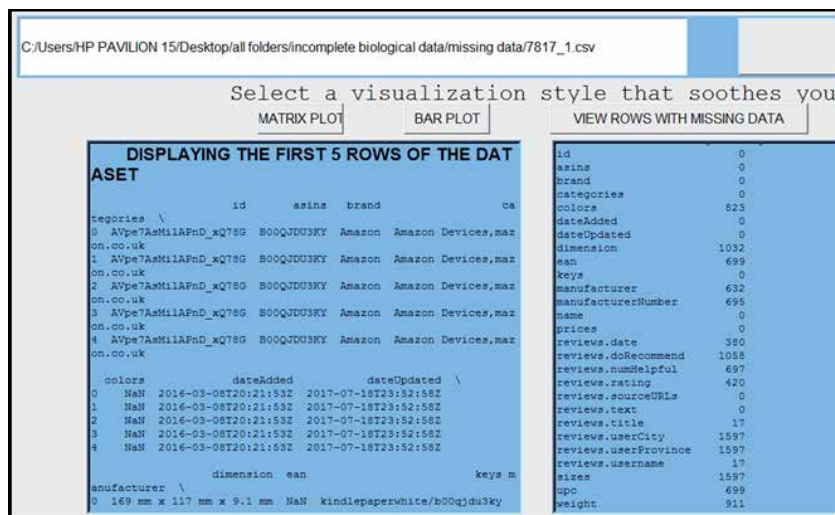 C:/Users/HP PAVILION 15/Desktop/all folders/incomplete biological data/missing data/7817_1.csv
Select a visualization style that soothes you
MATRIX PLOT
BAR PLOT
VIEW ROWS WITH MISSING DATA
DISPLAYING THE FIRST 5 ROWS OF THE DAT
ASET
id asins brand ca
tegories \
0 AVpe7AsMilAPnD_xQ78G B00QJDU3KY Amazon Amazon Devices,maz
on.co.uk
1 AVpe7AsMilAPnD_xQ78G B00QJDU3KY Amazon Amazon Devices,maz
on.co.uk
2 AVpe7AsMilAPnD_xQ78G B00QJDU3KY Amazon Amazon Devices,maz
on.co.uk
3 AVpe7AsMilAPnD_xQ78G B00QJDU3KY Amazon Amazon Devices,maz
on.co.uk
4 AVpe7AsMilAPnD_xQ78G B00QJDU3KY Amazon Amazon Devices,maz
on.co.uk
colors dateAdded dateUpdated \
0 NaN 2016-03-08T20:21:53Z 2017-07-18T23:52:58Z
1 NaN 2016-03-08T20:21:53Z 2017-07-18T23:52:58Z
2 NaN 2016-03-08T20:21:53Z 2017-07-18T23:52:58Z
3 NaN 2016-03-08T20:21:53Z 2017-07-18T23:52:58Z
4 NaN 2016-03-08T20:21:53Z 2017-07-18T23:52:58Z
dimension ean keys m
anufacturer \
0 169 mm x 117 mm x 9.1 mm NaN kindlepaperwhite/b00qjdu3ky
id 0
asins 0
brand 0
categories 0
colors 823
dateAdded 0
dateUpdated 0
dimension 1032
ean 699
keys 0
manufacturer 632
manufacturerNumber 695
name 0
prices 0
reviews.date 380
reviews.doRecommend 1058
reviews.numHelpful 697
reviews.rating 420
reviews.sourceURLs 0
reviews.text 0
reviews.title 17
reviews.userCity 1597
reviews.userProvince 1597
reviews.username 17
sizes 1597
upc 699
weight 911